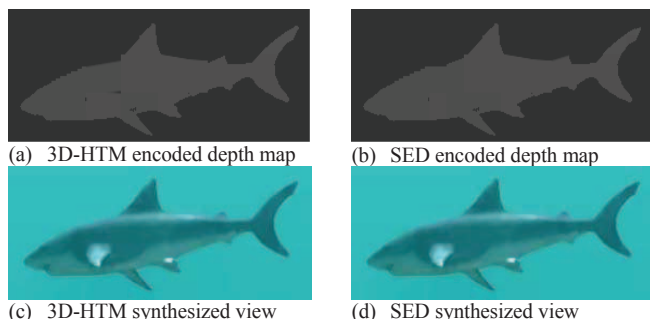 (a) 3D-HTM encoded depth map
(b) SED encoded depth map
(c) 3D-HTM synthesized view
(d) SED synthesized view